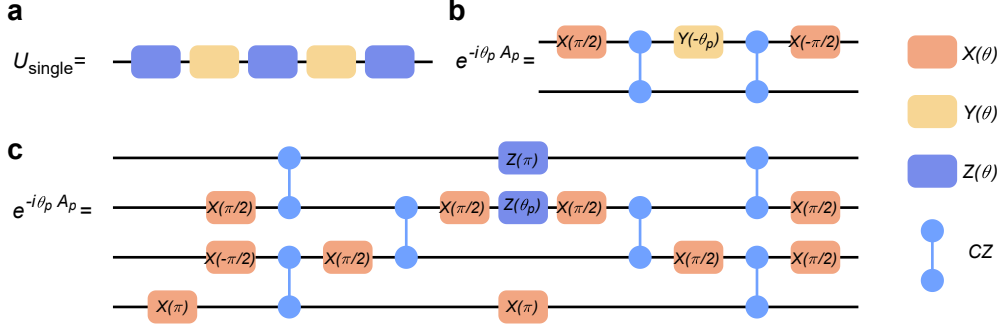 a
U_single=
b
e^{-iθ_p A_p}=
X(π/2)
Y(-θ_p)
X(-π/2)
X(θ)
Y(θ)
Z(θ)
CZ
c
e^{-iθ_p A_p}=
Z(π)
X(π/2) X(π/2) Z(θ_p) X(π/2) X(π/2)
X(-π/2) X(π/2) X(π/2) X(π/2)
X(π) X(π)